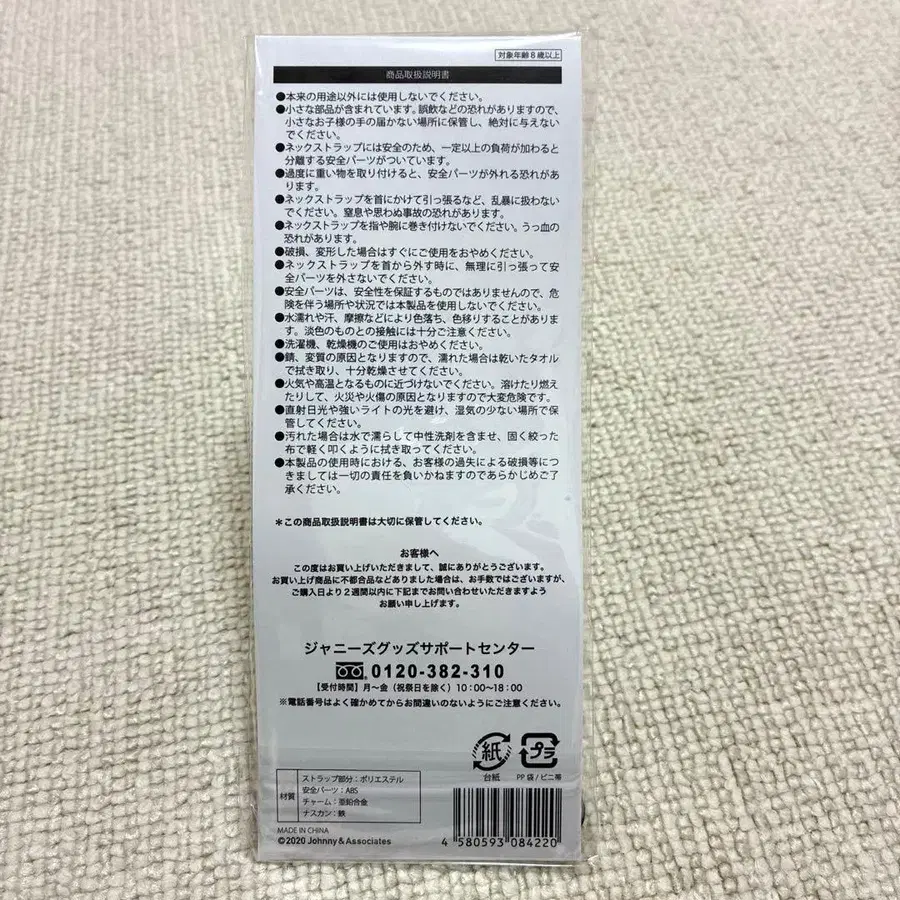 対象年齢8歳以上
商品取扱説明書
●本来の用途以外には使用しないでください。
●小さな部品が含まれています。誤飲などの恐れがありますので、
小さなお子様の手の届かない場所に保管し、絶対に与えない
でください。
●ネックストラップには安全のため、一定以上の負荷が加わると
分離する安全パーツがついています。
●過度に重い物を取り付けると、安全パーツが外れる恐れがあ
ります。
●ネックストラップを首にかけて引っ張るなど、乱暴に扱わない
でください。窒息や思わぬ事故の恐れがあります。
●ネックストラップを指や腕に巻き付けないでください。うっ血の
恐れがあります。
●破損、変形した場合はすぐにご使用をおやめください。
●ネックストラップを首から外す時に、無理に引っ張って安
全パーツを外さないでください。
●安全パーツは、安全性を保証するものではありませんので、危
険を伴う場所や状況では本製品を使用しないでください。
●水濡れや汗、摩擦などにより色落ち、色移りすることがありま
す。淡色のものとの接触には十分ご注意ください。
●洗濯機、乾燥機のご使用はおやめください。
●錆、変質の原因となりますので、濡れた場合は乾いたタオル
で拭き取り、十分乾燥させてください。
●火気や高温となるものに近づけないでください。溶けたり燃え
たりして、火災や火傷の原因となりますので大変危険です。
●直射日光や強いライトの光を避け、湿気の少ない場所で保
管してください。
●汚れた場合は水で濡らして中性洗剤を含ませ、固く絞った
布で軽く叩くように拭き取ってください。
●本製品の使用時における、お客様の過失による破損等につ
きましては一切の責任を負いかねますのであらかじめご了
承ください。
＊この商品取扱説明書は大切に保管してください。
お客様へ
この度はお買い上げいただきまして、誠にありがとうございます。
お買い上げ商品に不都合品などありました場合は、お手数ではございますが、
ご購入日より2週間以内に下記までお問い合わせいただきますよう
お願い申し上げます。
ジャニーズグッズサポートセンター
0120-382-310
【受付時間】月～金（祝祭日を除く）10:00～18:00
※電話番号はよく確かめてからお間違いのないようにご注意ください。
紙 プラ
台紙 PP袋/ビニ帯
材質
ストラップ部分：ポリエステル
安全パーツ：ABS
チャーム：亜鉛合金
ナスカン：鉄
MADE IN CHINA
©2020 Johnny & Associates
4 580593 084220